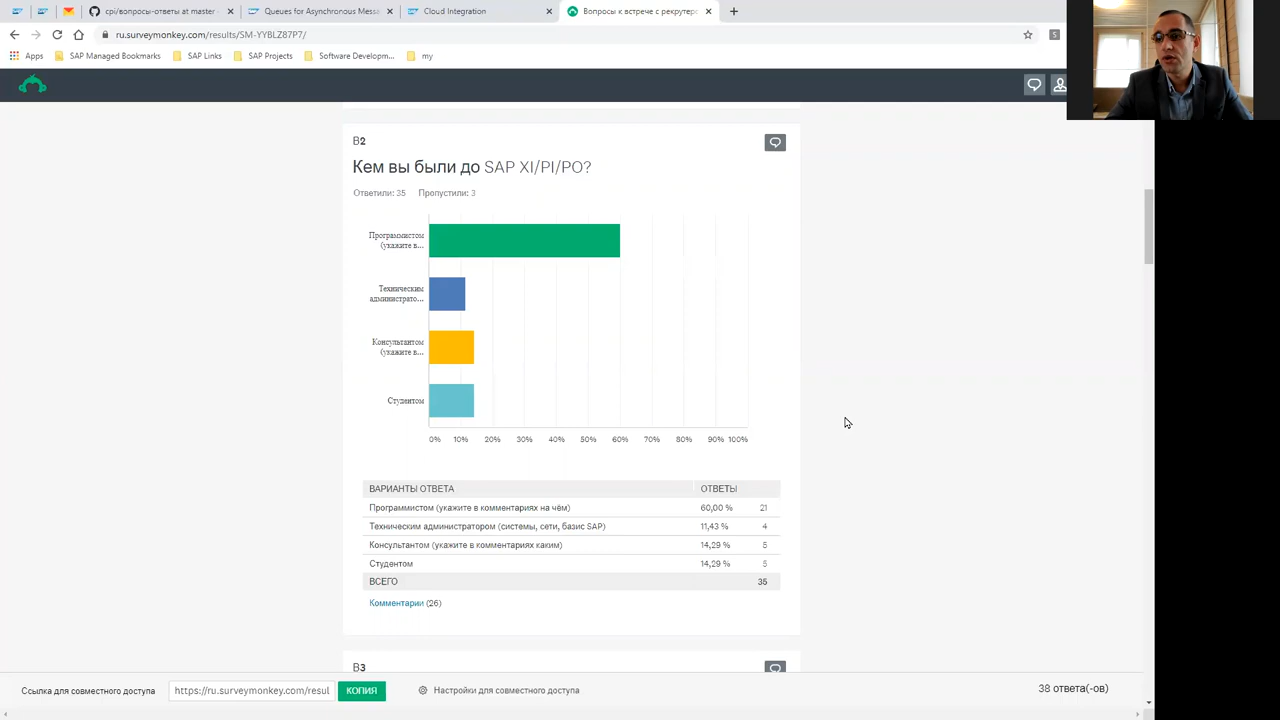 cpi/вопросы-ответы at master
Queues for Asynchronous Messa
Cloud Integration
Вопросы к встрече с рекрутеро
ru.surveymonkey.com/results/SM-YYBLZ87P7/
Apps
SAP Managed Bookmarks
SAP Links
SAP Projects
Software Developm...
my
В2
Кем вы были до SAP XI/PI/PO?
Ответили: 35 Пропустили: 3
Программистом
(укажите в...
Техническим
администрато...
Консультантом
(укажите в...
Студентом
0% 10% 20% 30% 40% 50% 60% 70% 80% 90% 100%
ВАРИАНТЫ ОТВЕТА ОТВЕТЫ
Программистом (укажите в комментариях на чём) 60,00 % 21
Техническим администратором (системы, сети, базис SAP) 11,43 % 4
Консультантом (укажите в комментариях каким) 14,29 % 5
Студентом 14,29 % 5
ВСЕГО 35
Комментарии (26)
В3
Ссылка для совместного доступа
https://ru.surveymonkey.com/resul
КОПИЯ
Настройки для совместного доступа
38 ответа(-ов)